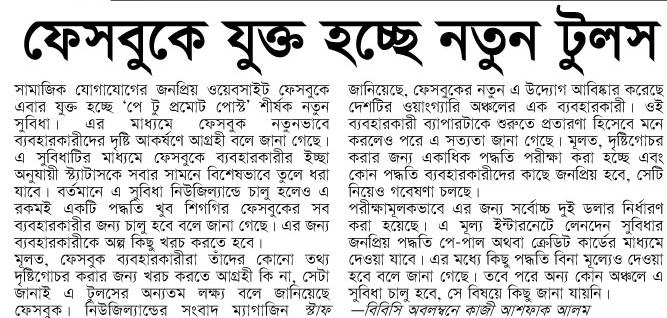 ফেসবুকে যুক্ত হচ্ছে নতুন টুলস
সামাজিক যোগাযোগের জনপ্রিয় ওয়েবসাইট ফেসবুকে
এবার যুক্ত হচ্ছে ‘পে টু প্রমোট পোস্ট’ শীর্ষক নতুন
সুবিধা। এর মাধ্যমে ফেসবুক নতুনভাবে
ব্যবহারকারীদের দৃষ্টি আকর্ষণে আগ্রহী বলে জানা গেছে।
এ সুবিধাটির মাধ্যমে ফেসবুকে ব্যবহারকারীর ইচ্ছা
অনুযায়ী স্ট্যাটাসকে সবার সামনে বিশেষভাবে তুলে ধরা
যাবে। বর্তমানে এ সুবিধা নিউজিল্যান্ডে চালু হলেও এ
রকমই একটি পদ্ধতি খুব শিগগির ফেসবুকের সব
ব্যবহারকারীর জন্য চালু হবে বলে জানা গেছে। এর জন্য
ব্যবহারকারীকে অল্প কিছু খরচ করতে হবে।
মূলত, ফেসবুক ব্যবহারকারীরা তাঁদের কোনো তথ্য
দৃষ্টিগোচর করার জন্য খরচ করতে আগ্রহী কি না, সেটা
জানাই এ টুলসের অন্যতম লক্ষ্য বলে জানিয়েছে
ফেসবুক। নিউজিল্যান্ডের সংবাদ ম্যাগাজিন স্টাফ
জানিয়েছে, ফেসবুকের নতুন এ উদ্যোগ আবিষ্কার করেছে
দেশটির ওয়াংগ্যারি অঞ্চলের এক ব্যবহারকারী। ওই
ব্যবহারকারী ব্যাপারটাকে শুরুতে প্রতারণা হিসেবে মনে
করলেও পরে এ সত্যতা জানা গেছে। মূলত, দৃষ্টিগোচর
করার জন্য একাধিক পদ্ধতি পরীক্ষা করা হচ্ছে এবং
কোন পদ্ধতি ব্যবহারকারীদের কাছে জনপ্রিয় হবে, সেটি
নিয়েও গবেষণা চলছে।
পরীক্ষামূলকভাবে এর জন্য সর্বোচ্চ দুই ডলার নির্ধারণ
করা হয়েছে। এ মূল্য ইন্টারনেটে লেনদেন সুবিধার
জনপ্রিয় পদ্ধতি পে-পাল অথবা ক্রেডিট কার্ডের মাধ্যমে
দেওয়া যাবে। এর মধ্যে কিছু পদ্ধতি বিনা মূল্যেও দেওয়া
হবে বলে জানা গেছে। তবে পরে অন্য কোন অঞ্চলে এ
সুবিধা চালু হবে, সে বিষয়ে কিছু জানা যায়নি।
—বিবিসি অবলম্বনে কাজী আশফাক আলম